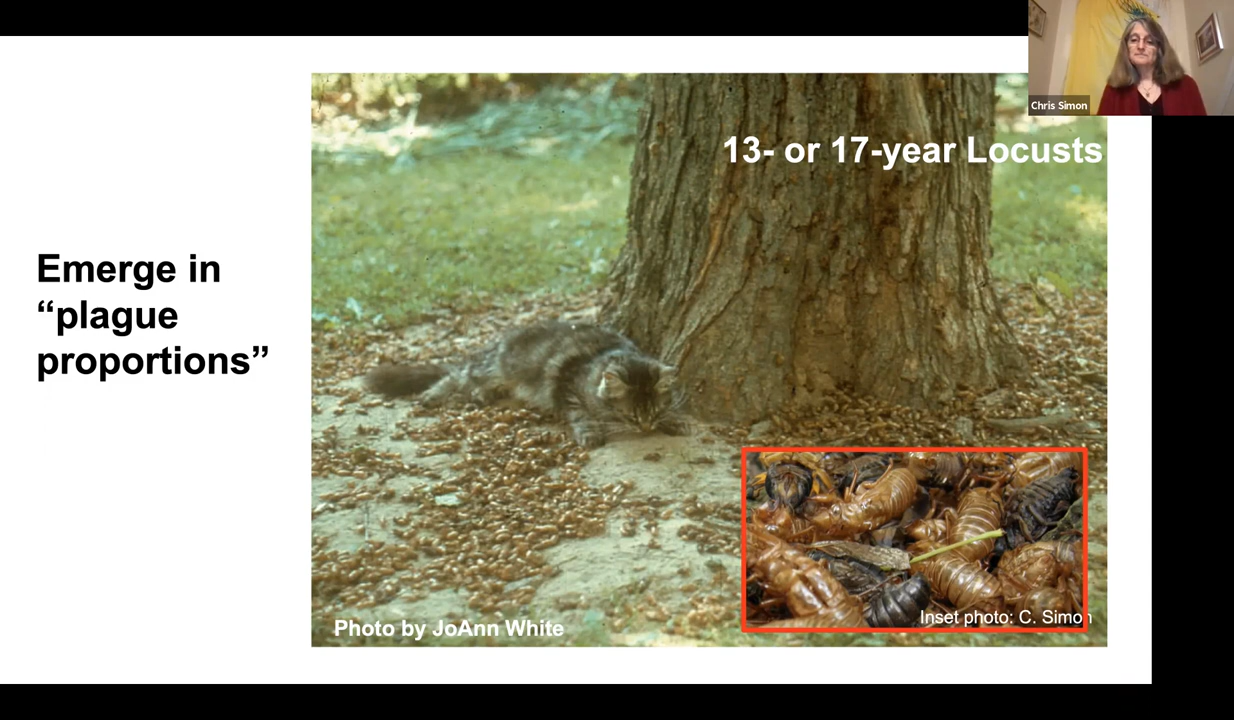 Chris Simon
13- or 17-year Locusts
Emerge in
“plague
proportions”
Inset photo: C. Simon
Photo by JoAnn White